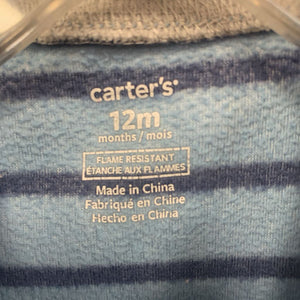 carter's
12m
months / mois
FLAME RESISTANT
ÉTANCHE AUX FLAMMES
Made in China
Fabriqué en Chine
Hecho en China